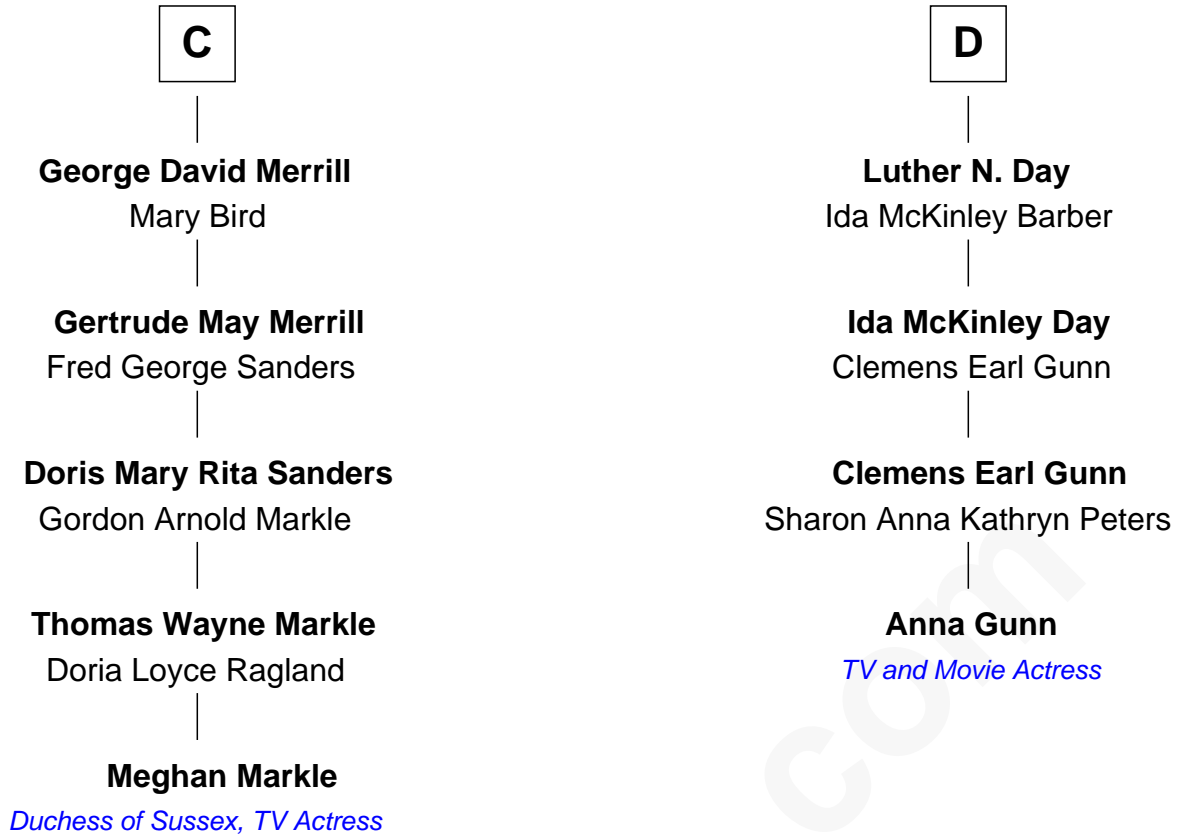 C
George David Merrill
Mary Bird
Gertrude May Merrill
Fred George Sanders
Doris Mary Rita Sanders
Gordon Arnold Markle
Thomas Wayne Markle
Doria Loyce Ragland
Meghan Markle
Duchess of Sussex, TV Actress
D
Luther N. Day
Ida McKinley Barber
Ida McKinley Day
Clemens Earl Gunn
Clemens Earl Gunn
Sharon Anna Kathryn Peters
Anna Gunn
TV and Movie Actress
com